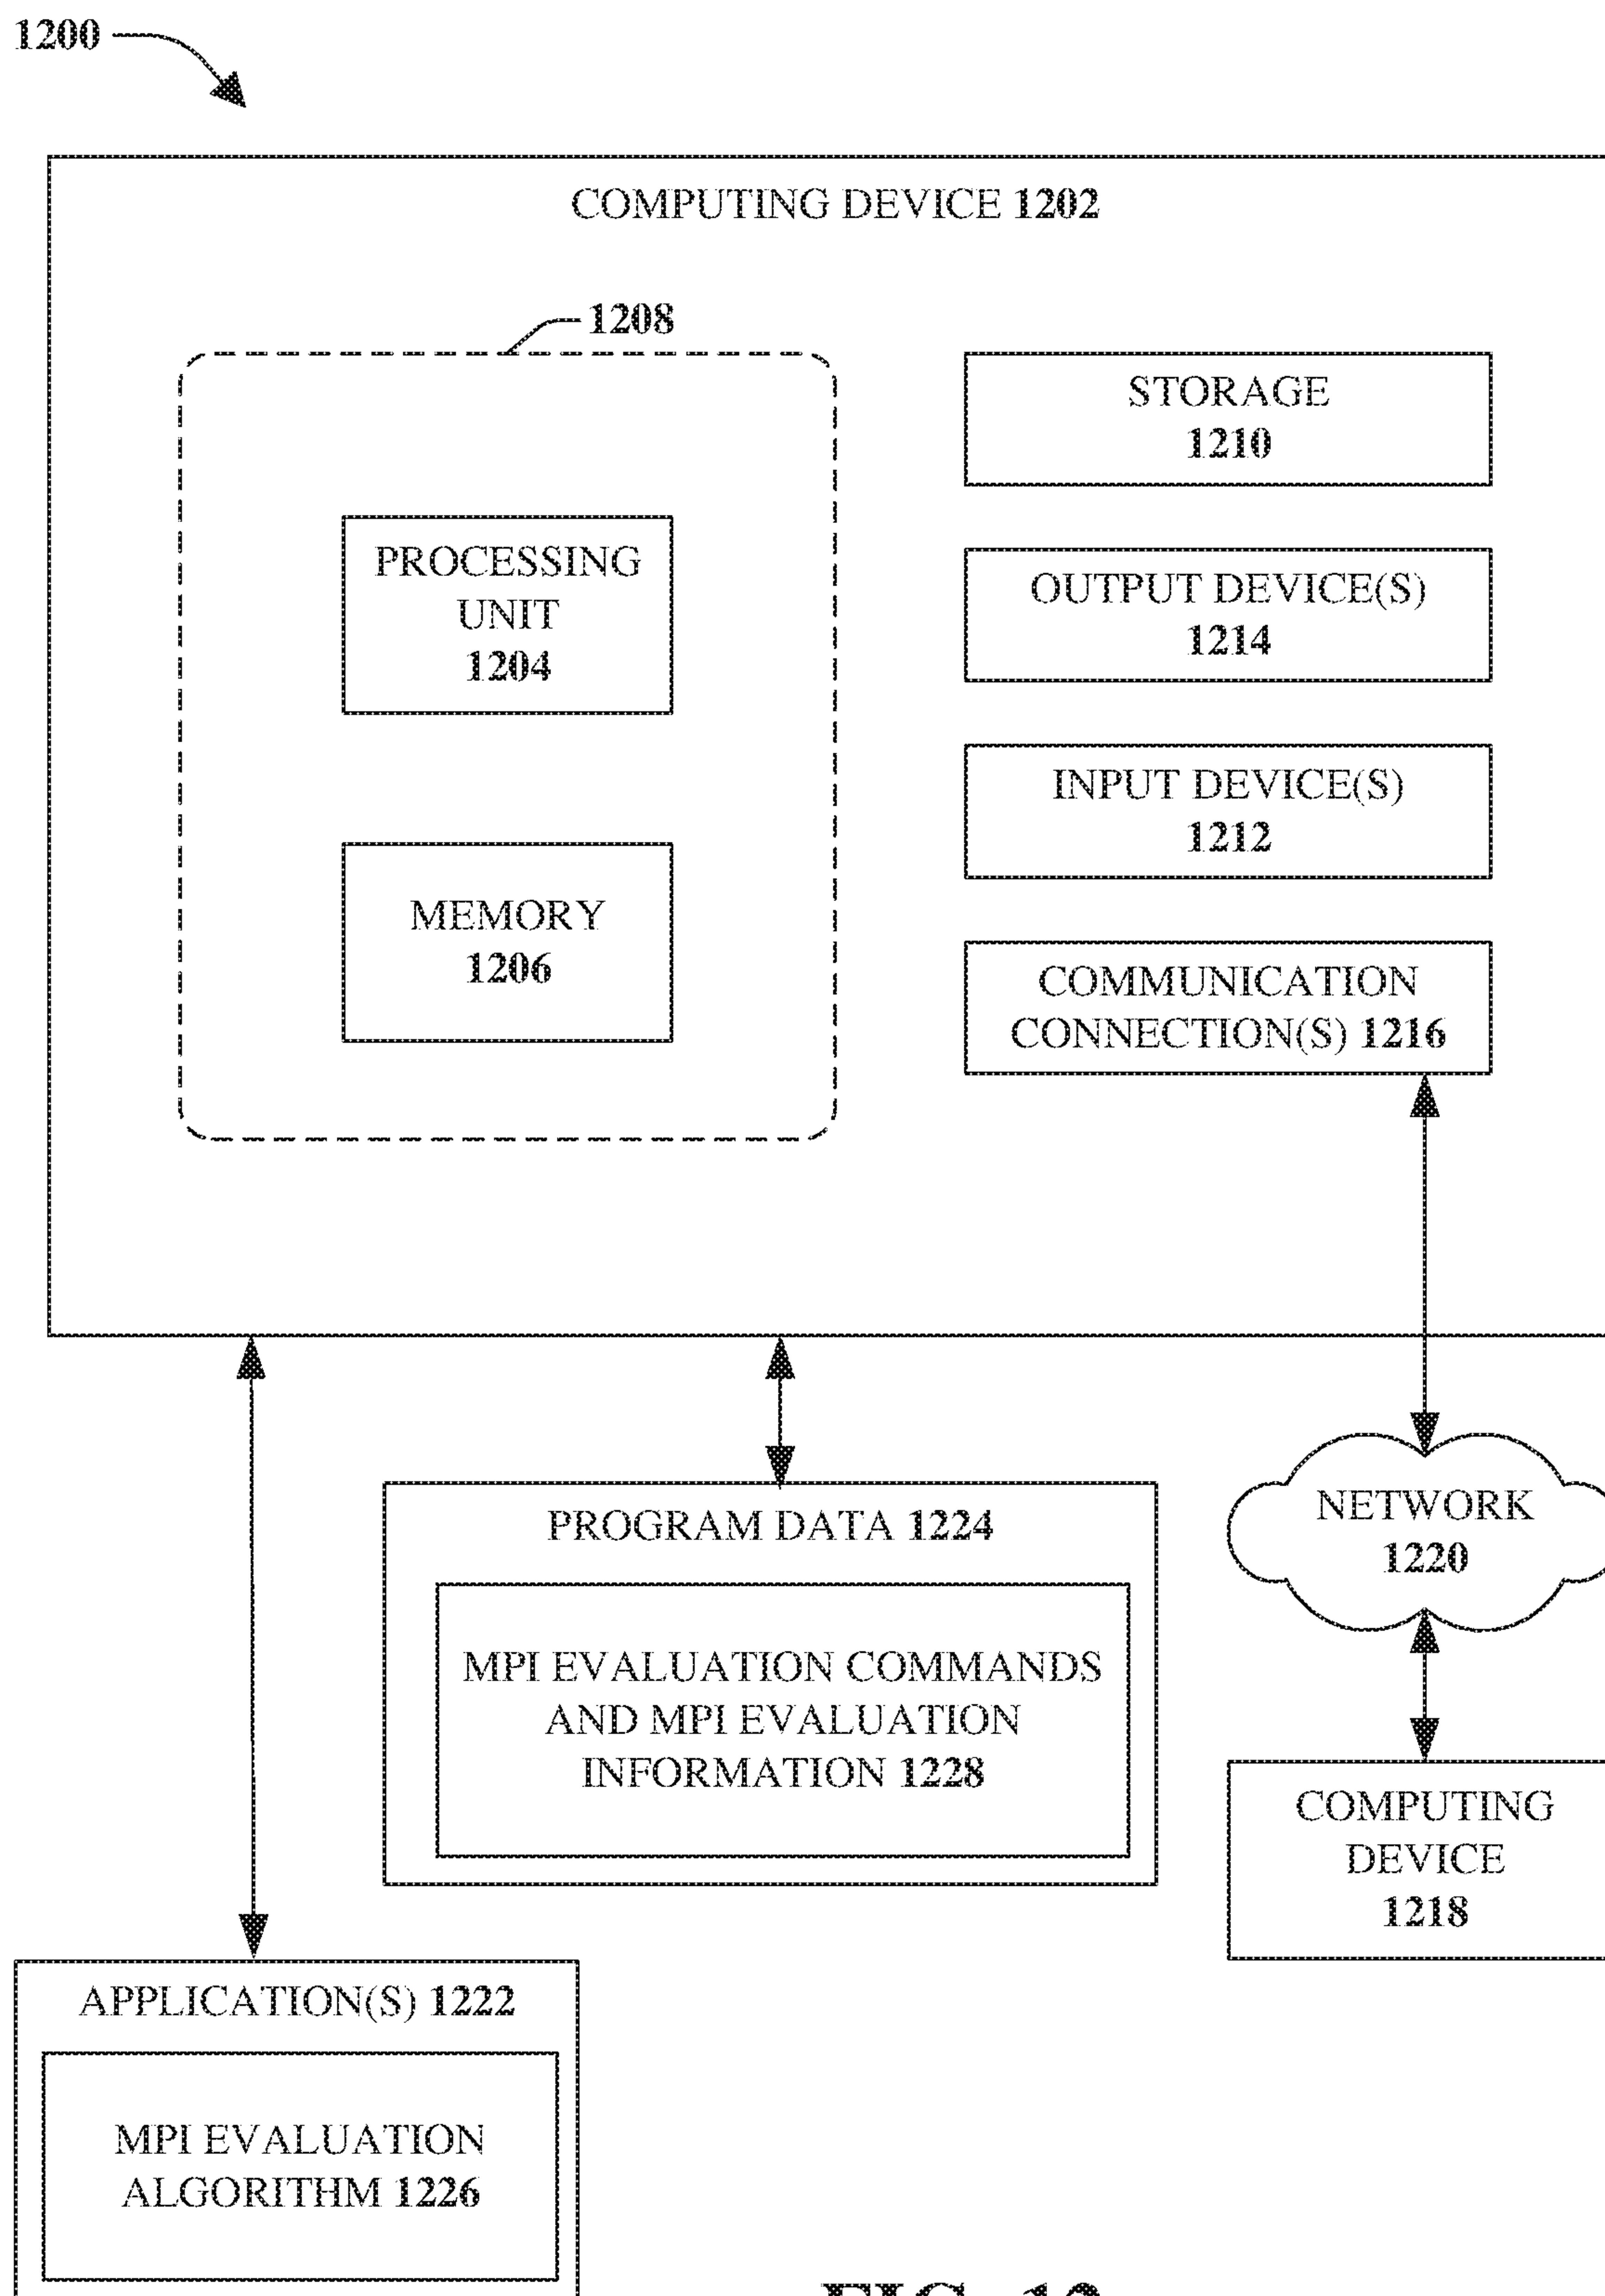 1200
COMPUTING DEVICE 1202
1208
PROCESSING
UNIT
1204
MEMORY
1206
STORAGE
1210
OUTPUT DEVICE(S)
1214
INPUT DEVICE(S)
1212
COMMUNICATION
CONNECTION(S) 1216
PROGRAM DATA 1224
MPI EVALUATION COMMANDS
AND MPI EVALUATION
INFORMATION 1228
NETWORK
1220
COMPUTING
DEVICE
1218
APPLICATION(S) 1222
MPI EVALUATION
ALGORITHM 1226